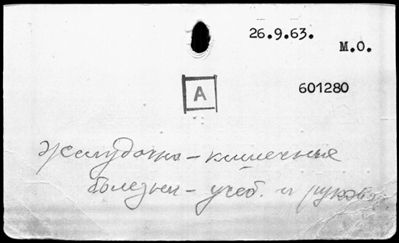 26.9.63.
М.О.
601280
А
Желудочно-кишечные
болезни - учеб. и руков.